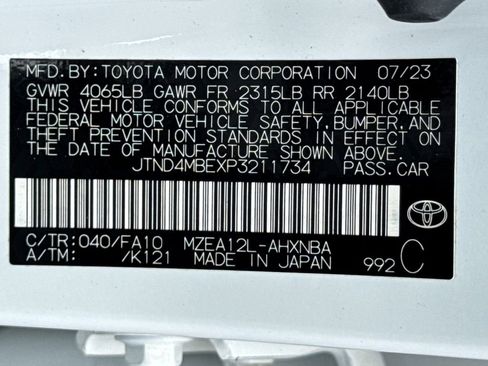 MFD. BY: TOYOTA MOTOR CORPORATION 07/23
GVWR 4065LB GAWR FR 2315LB RR 2140LB
THIS VEHICLE CONFORMS TO ALL APPLICABLE
FEDERAL MOTOR VEHICLE SAFETY, BUMPER, AND
THEFT PREVENTION STANDARDS IN EFFECT ON
THE DATE OF MANUFACTURE SHOWN ABOVE.
JTND4MBEXP3211734 PASS.CAR
C/TR: 040/FA10 MZEA12L-AHXNBA
A/TM: /K121 MADE IN JAPAN 992 C